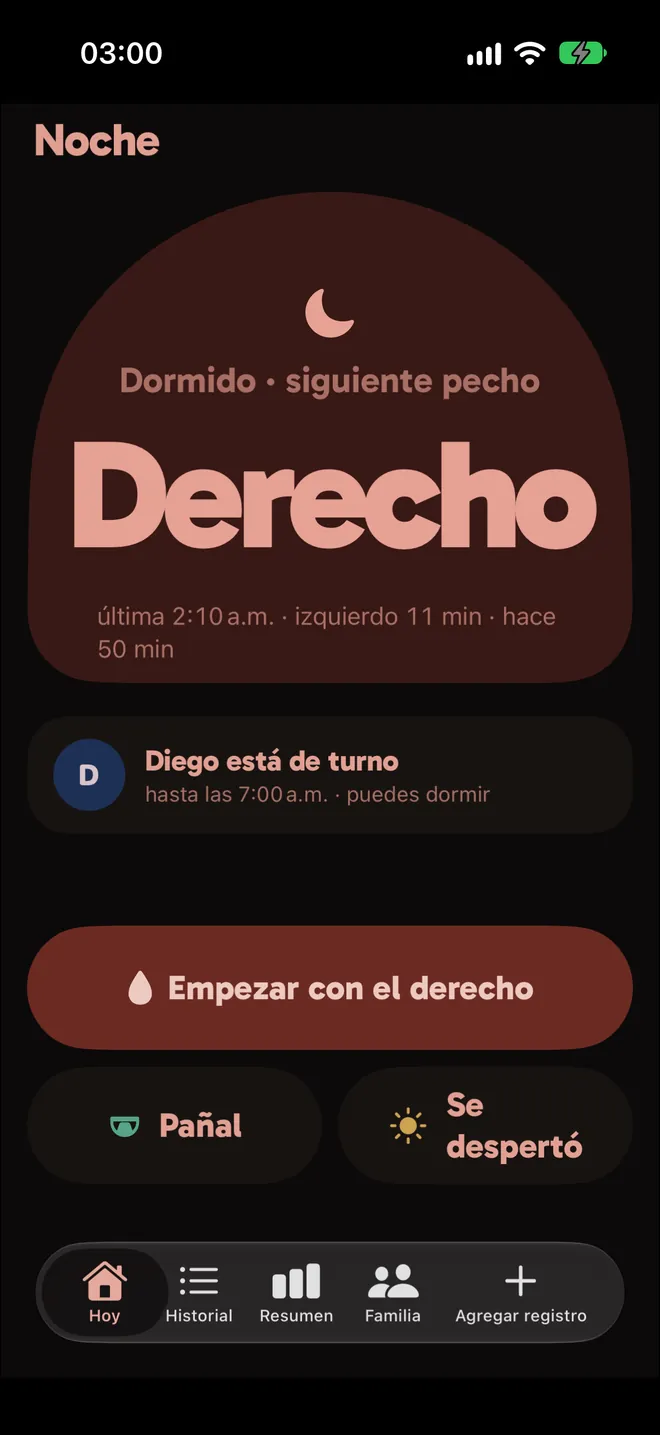 03:00
Noche
Dormido · siguiente pecho
Derecho
última 2:10 a.m. · izquierdo 11 min · hace
50 min
D
Diego está de turno
hasta las 7:00 a.m. · puedes dormir
Empezar con el derecho
Pañal
Se
despertó
Hoy
Historial
Resumen
Familia
Agregar registro